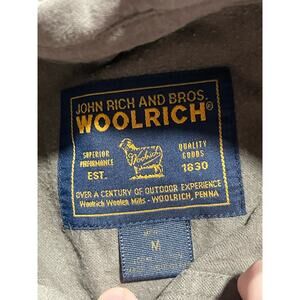 JOHN RICH AND BROS.
WOOLRICH®
SUPERIOR PERFORMANCE
Woolrich
QUALITY GOODS
EST.
1830
OVER A CENTURY OF OUTDOOR EXPERIENCE
Woolrich Woolen Mills - WOOLRICH, PENNA
M